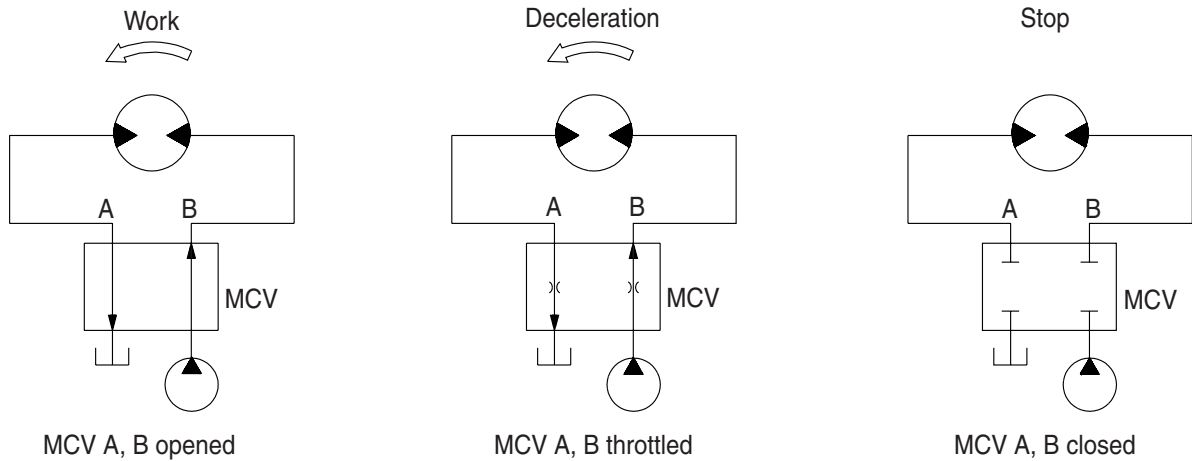 Work
A
B
MCV
MCV A, B opened
Deceleration
A
B
MCV
MCV A, B throttled
Stop
A
B
MCV
MCV A, B closed